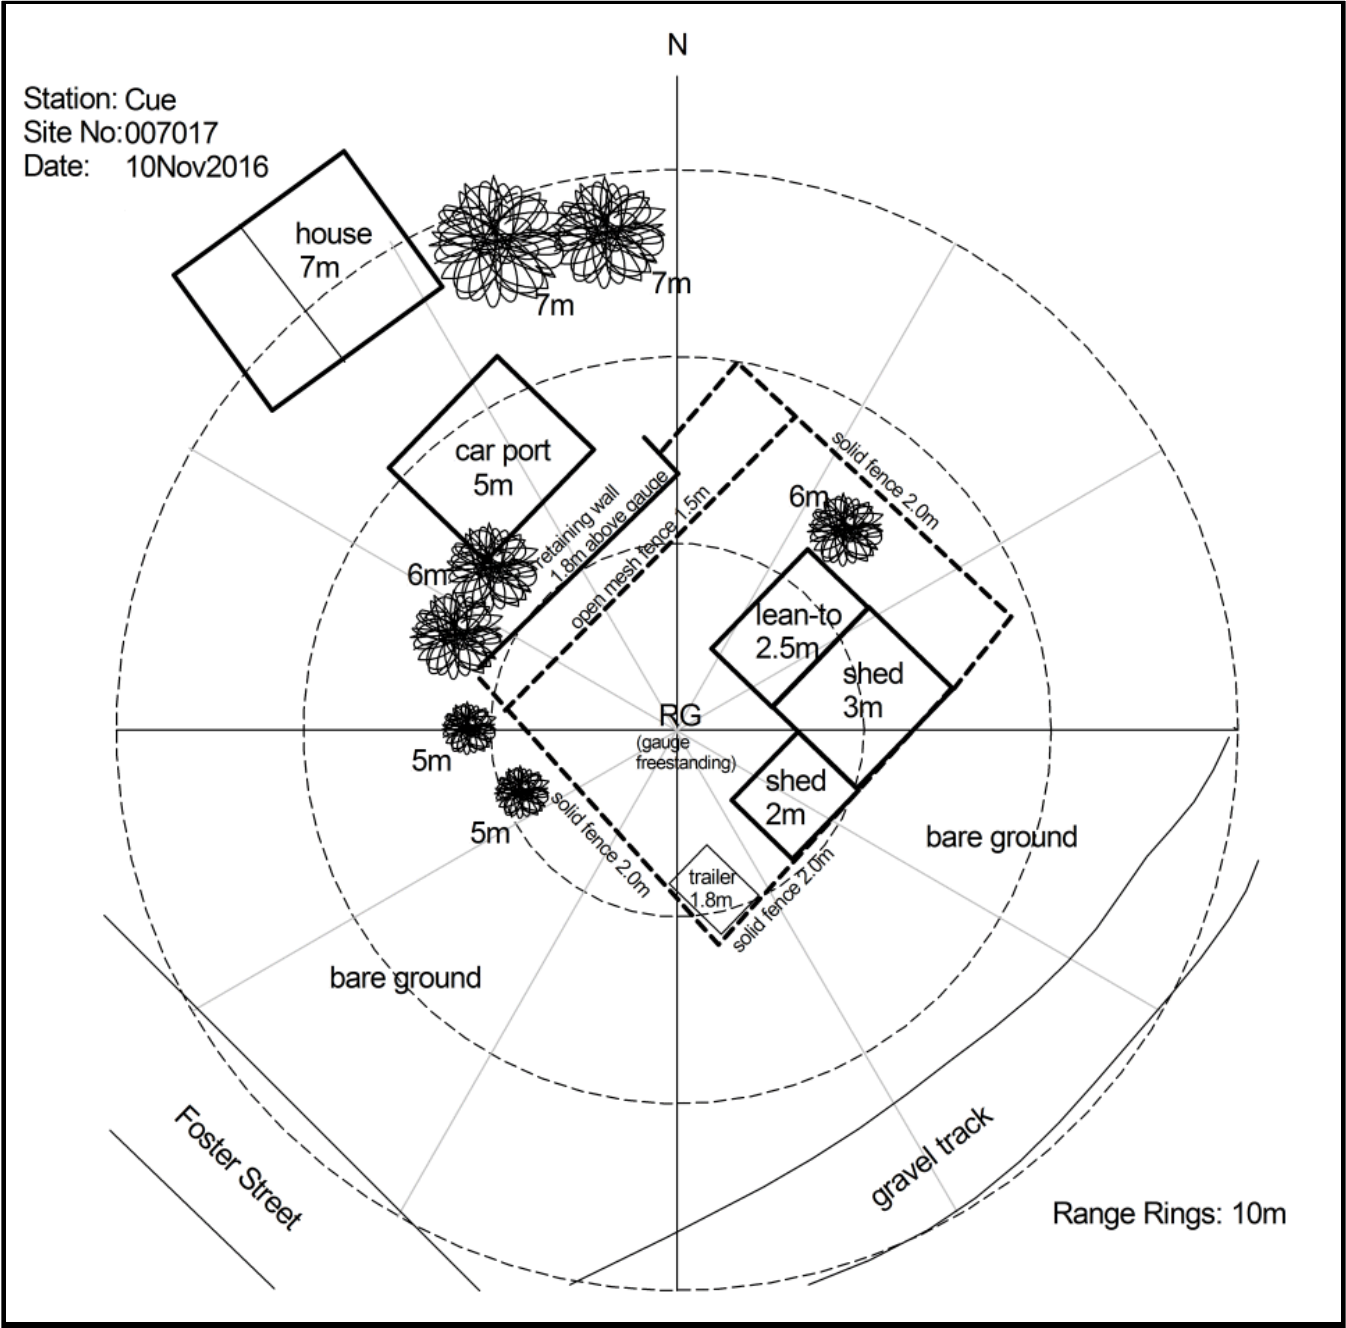 N
Station: Cue
Site No:007017
Date: 10Nov2016
house
7m
7m
7m
car port
5m
solid fence 2.0m
retaining wall
1.8m above gauge
open mesh fence 1.5m
6m
6m
lean-to
2.5m
shed
3m
RG
(gauge
freestanding)
5m
shed
2m
5m
solid fence 2.0m
bare ground
trailer
1.8m
solid fence 2.0m
bare ground
Foster Street
gravel track
Range Rings: 10m